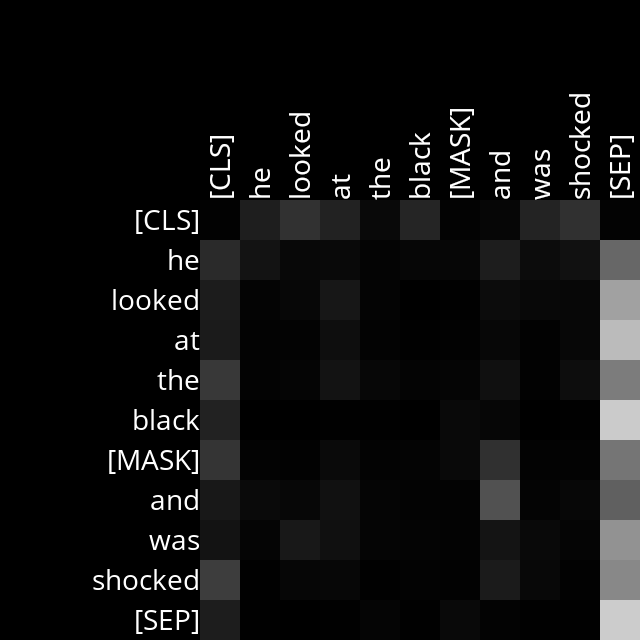 [CLS] he looked at the black [MASK] and was shocked [SEP]
[CLS]
he
looked
at
the
black
[MASK]
and
was
shocked
[SEP]